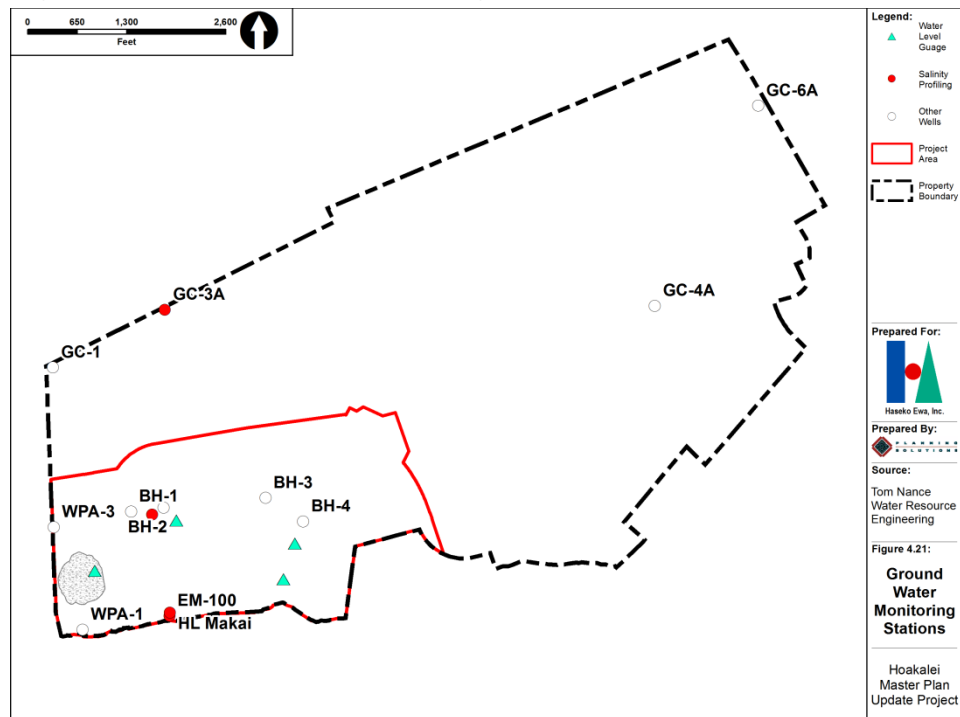 0 650 1,300 2,600
Feet
GC-6A
GC-3A
GC-4A
GC-1
BH-3
BH-1
WPA-3
BH-4
BH-2
EM-100
WPA-1
HL Makai
Legend:
Water
Level
Guage
Salinity
Profiling
Other
Wells
Project
Area
Property
Boundary
Prepared For:
Haseko Ewa, Inc.
Prepared By:
PLANNING
SOLUTIONS
Source:
Tom Nance
Water Resource
Engineering
Figure 4.21:
Ground
Water
Monitoring
Stations
Hoakalei
Master Plan
Update Project